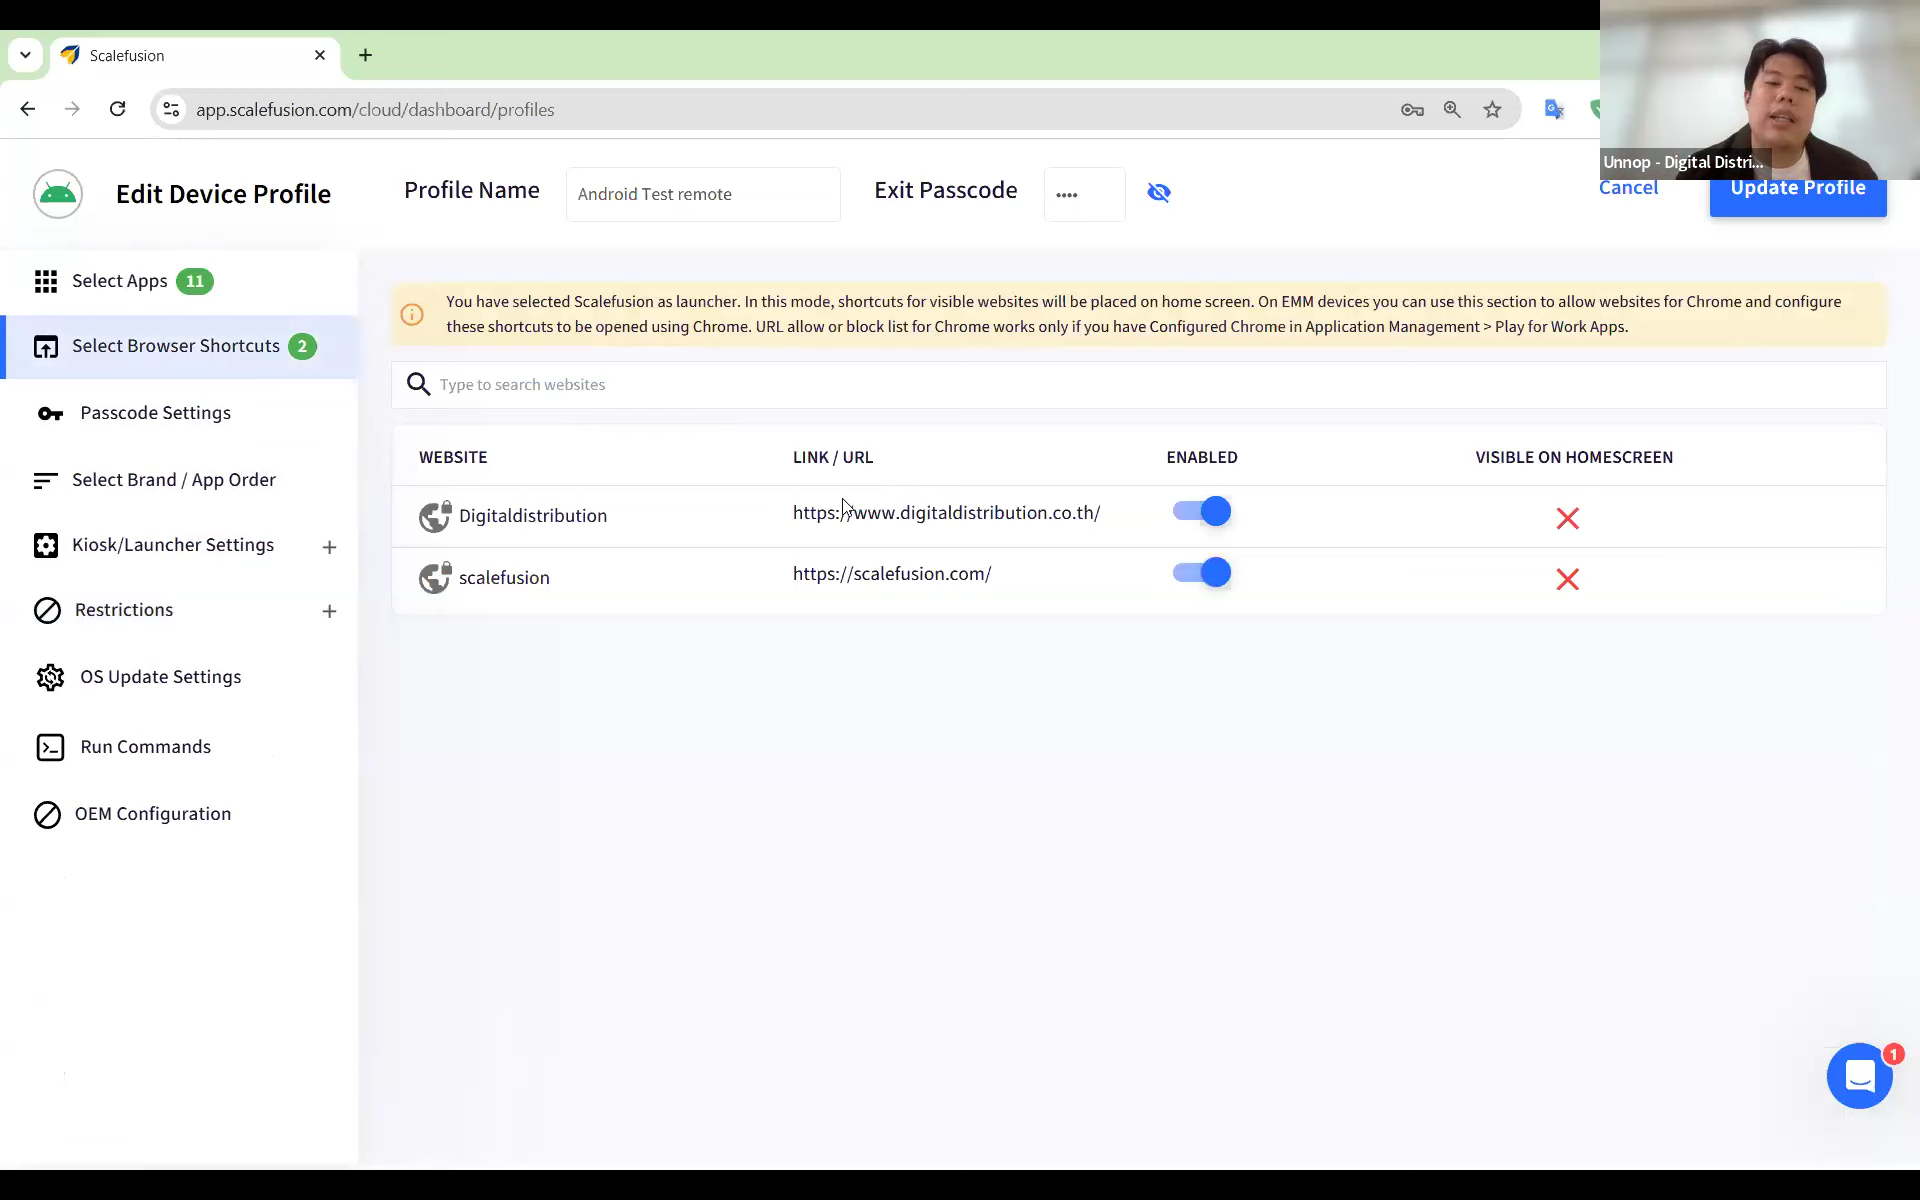 Scalefusion
app.scalefusion.com/cloud/dashboard/profiles
Unnop - Digital Distri...
Edit Device Profile
Profile Name
Android Test remote
Exit Passcode
••••
Cancel
Update Profile
Select Apps 11
Select Browser Shortcuts 2
Passcode Settings
Select Brand / App Order
Kiosk/Launcher Settings
Restrictions
OS Update Settings
Run Commands
OEM Configuration
You have selected Scalefusion as launcher. In this mode, shortcuts for visible websites will be placed on home screen. On EMM devices you can use this section to allow websites for Chrome and configure
these shortcuts to be opened using Chrome. URL allow or block list for Chrome works only if you have Configured Chrome in Application Management > Play for Work Apps.
Type to search websites
WEBSITE LINK / URL ENABLED VISIBLE ON HOMESCREEN
Digitaldistribution https://www.digitaldistribution.co.th/
scalefusion https://scalefusion.com/
1